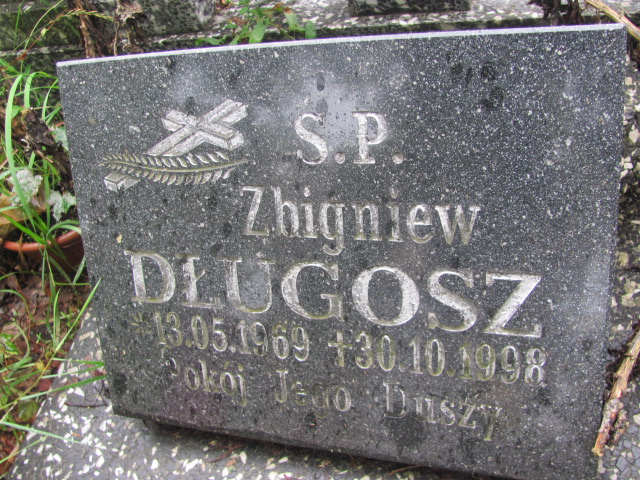 S.P.
Zbigniew
DŁUGOSZ
*13.05.1969 +30.10.1998
Pokój Jego Duszy